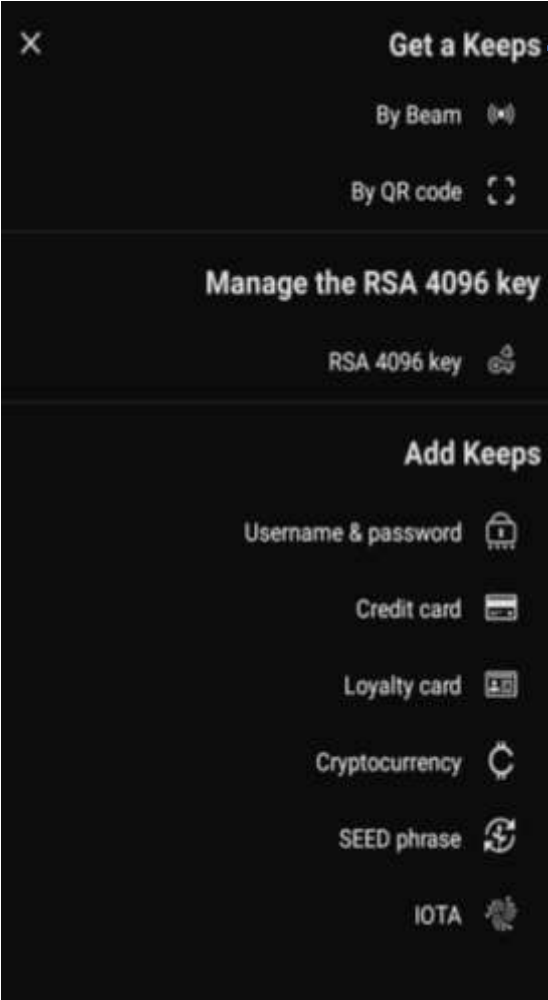 Get a Keeps
By Beam
By QR code
Manage the RSA 4096 key
RSA 4096 key
Add Keeps
Username & password
Credit card
Loyalty card
Cryptocurrency
SEED phrase
IOTA